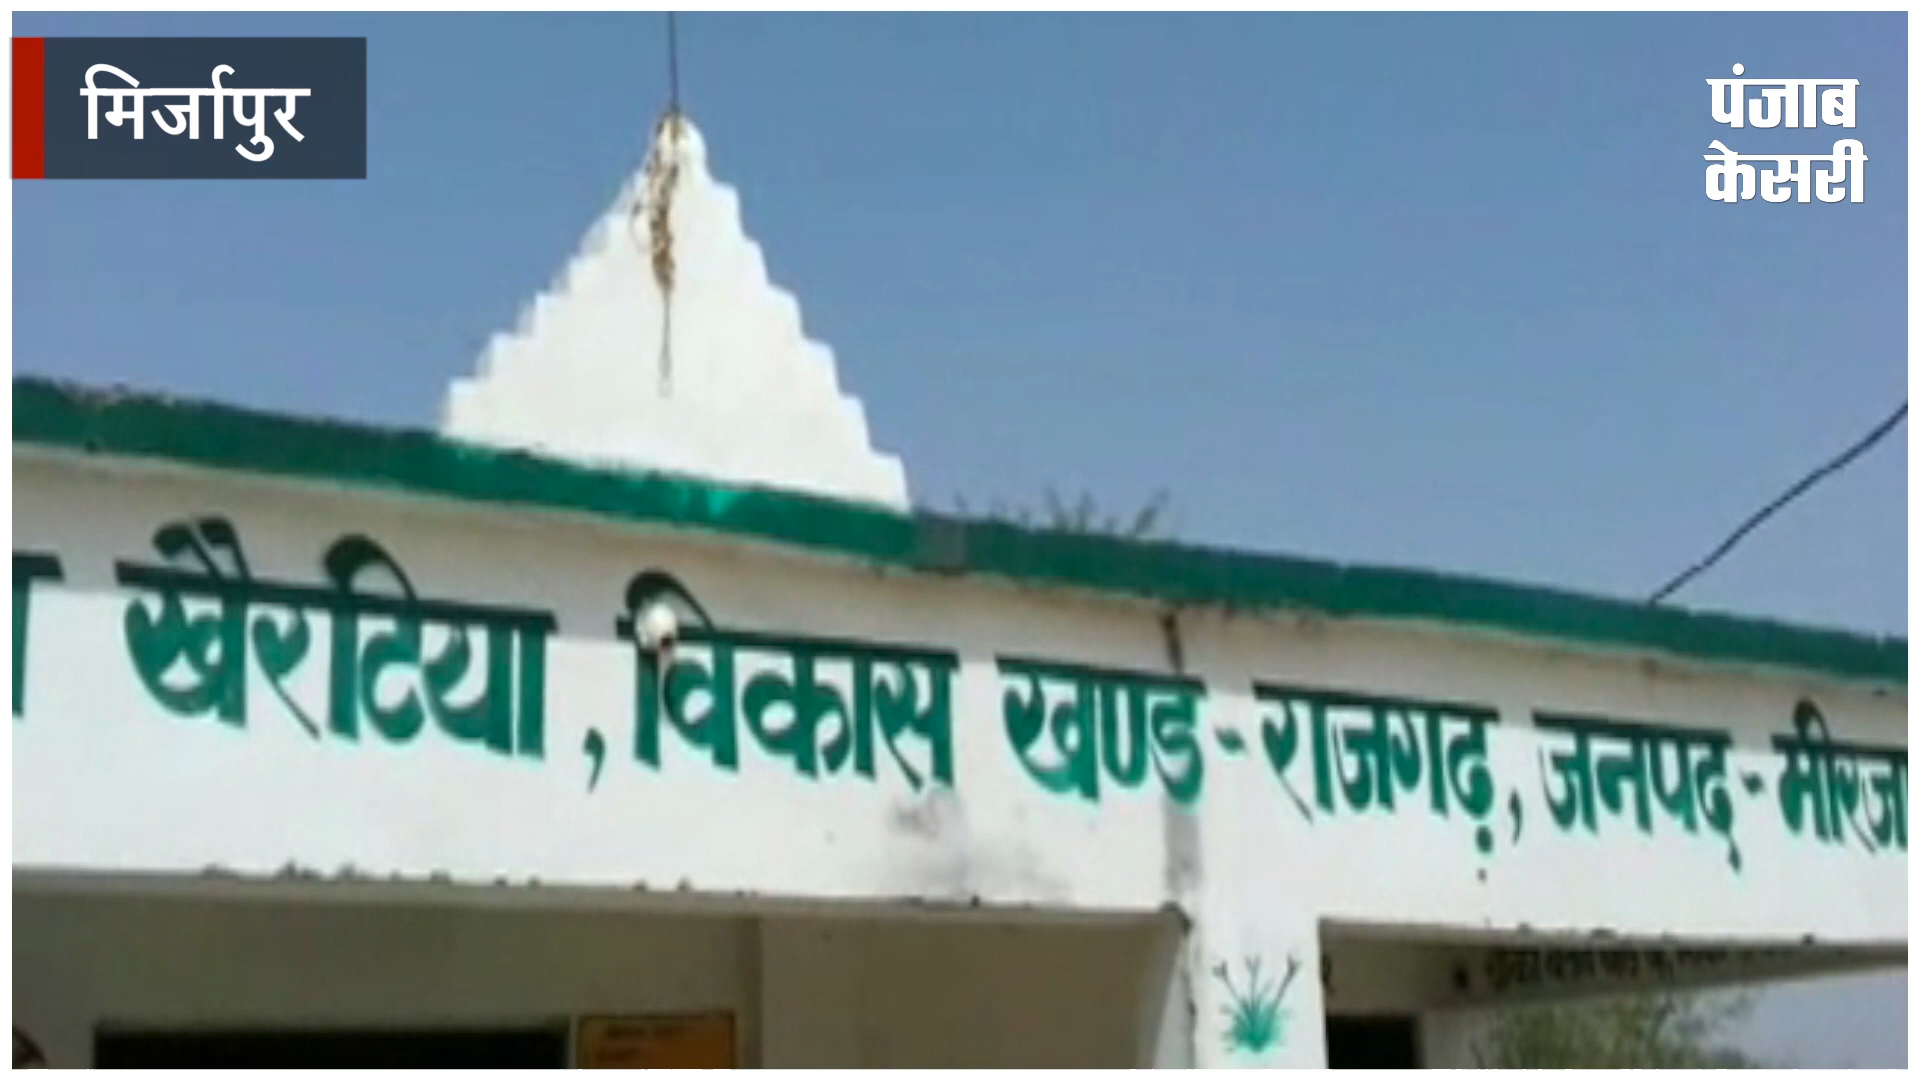 मिर्जापुर
पंजाब
केसरी
खैरटिया, विकास खण्ड-राजगढ़, जनपद्-मीरजा